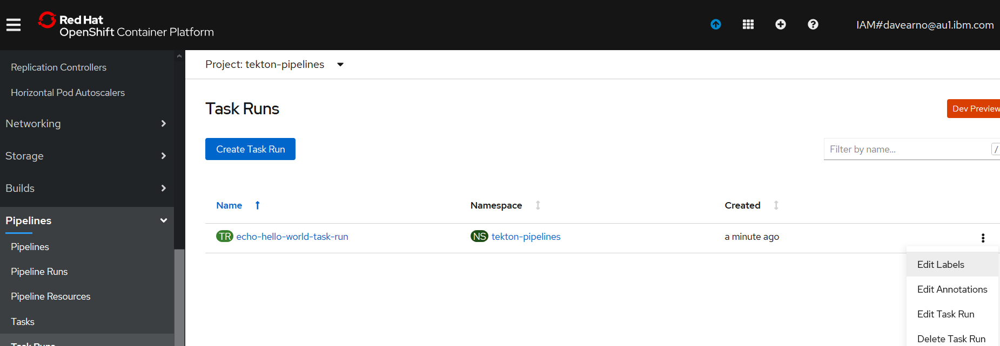 Red Hat
OpenShift Container Platform
IAM#davearno@au1.ibm.com
Replication Controllers
Horizontal Pod Autoscalers
Networking
Storage
Builds
Pipelines
Pipelines
Pipeline Runs
Pipeline Resources
Tasks
Task Runs
Project: tekton-pipelines
Task Runs
Dev Preview
Create Task Run
Filter by name...
/
Name Namespace Created
TR echo-hello-world-task-run NS tekton-pipelines a minute ago
Edit Labels
Edit Annotations
Edit Task Run
Delete Task Run